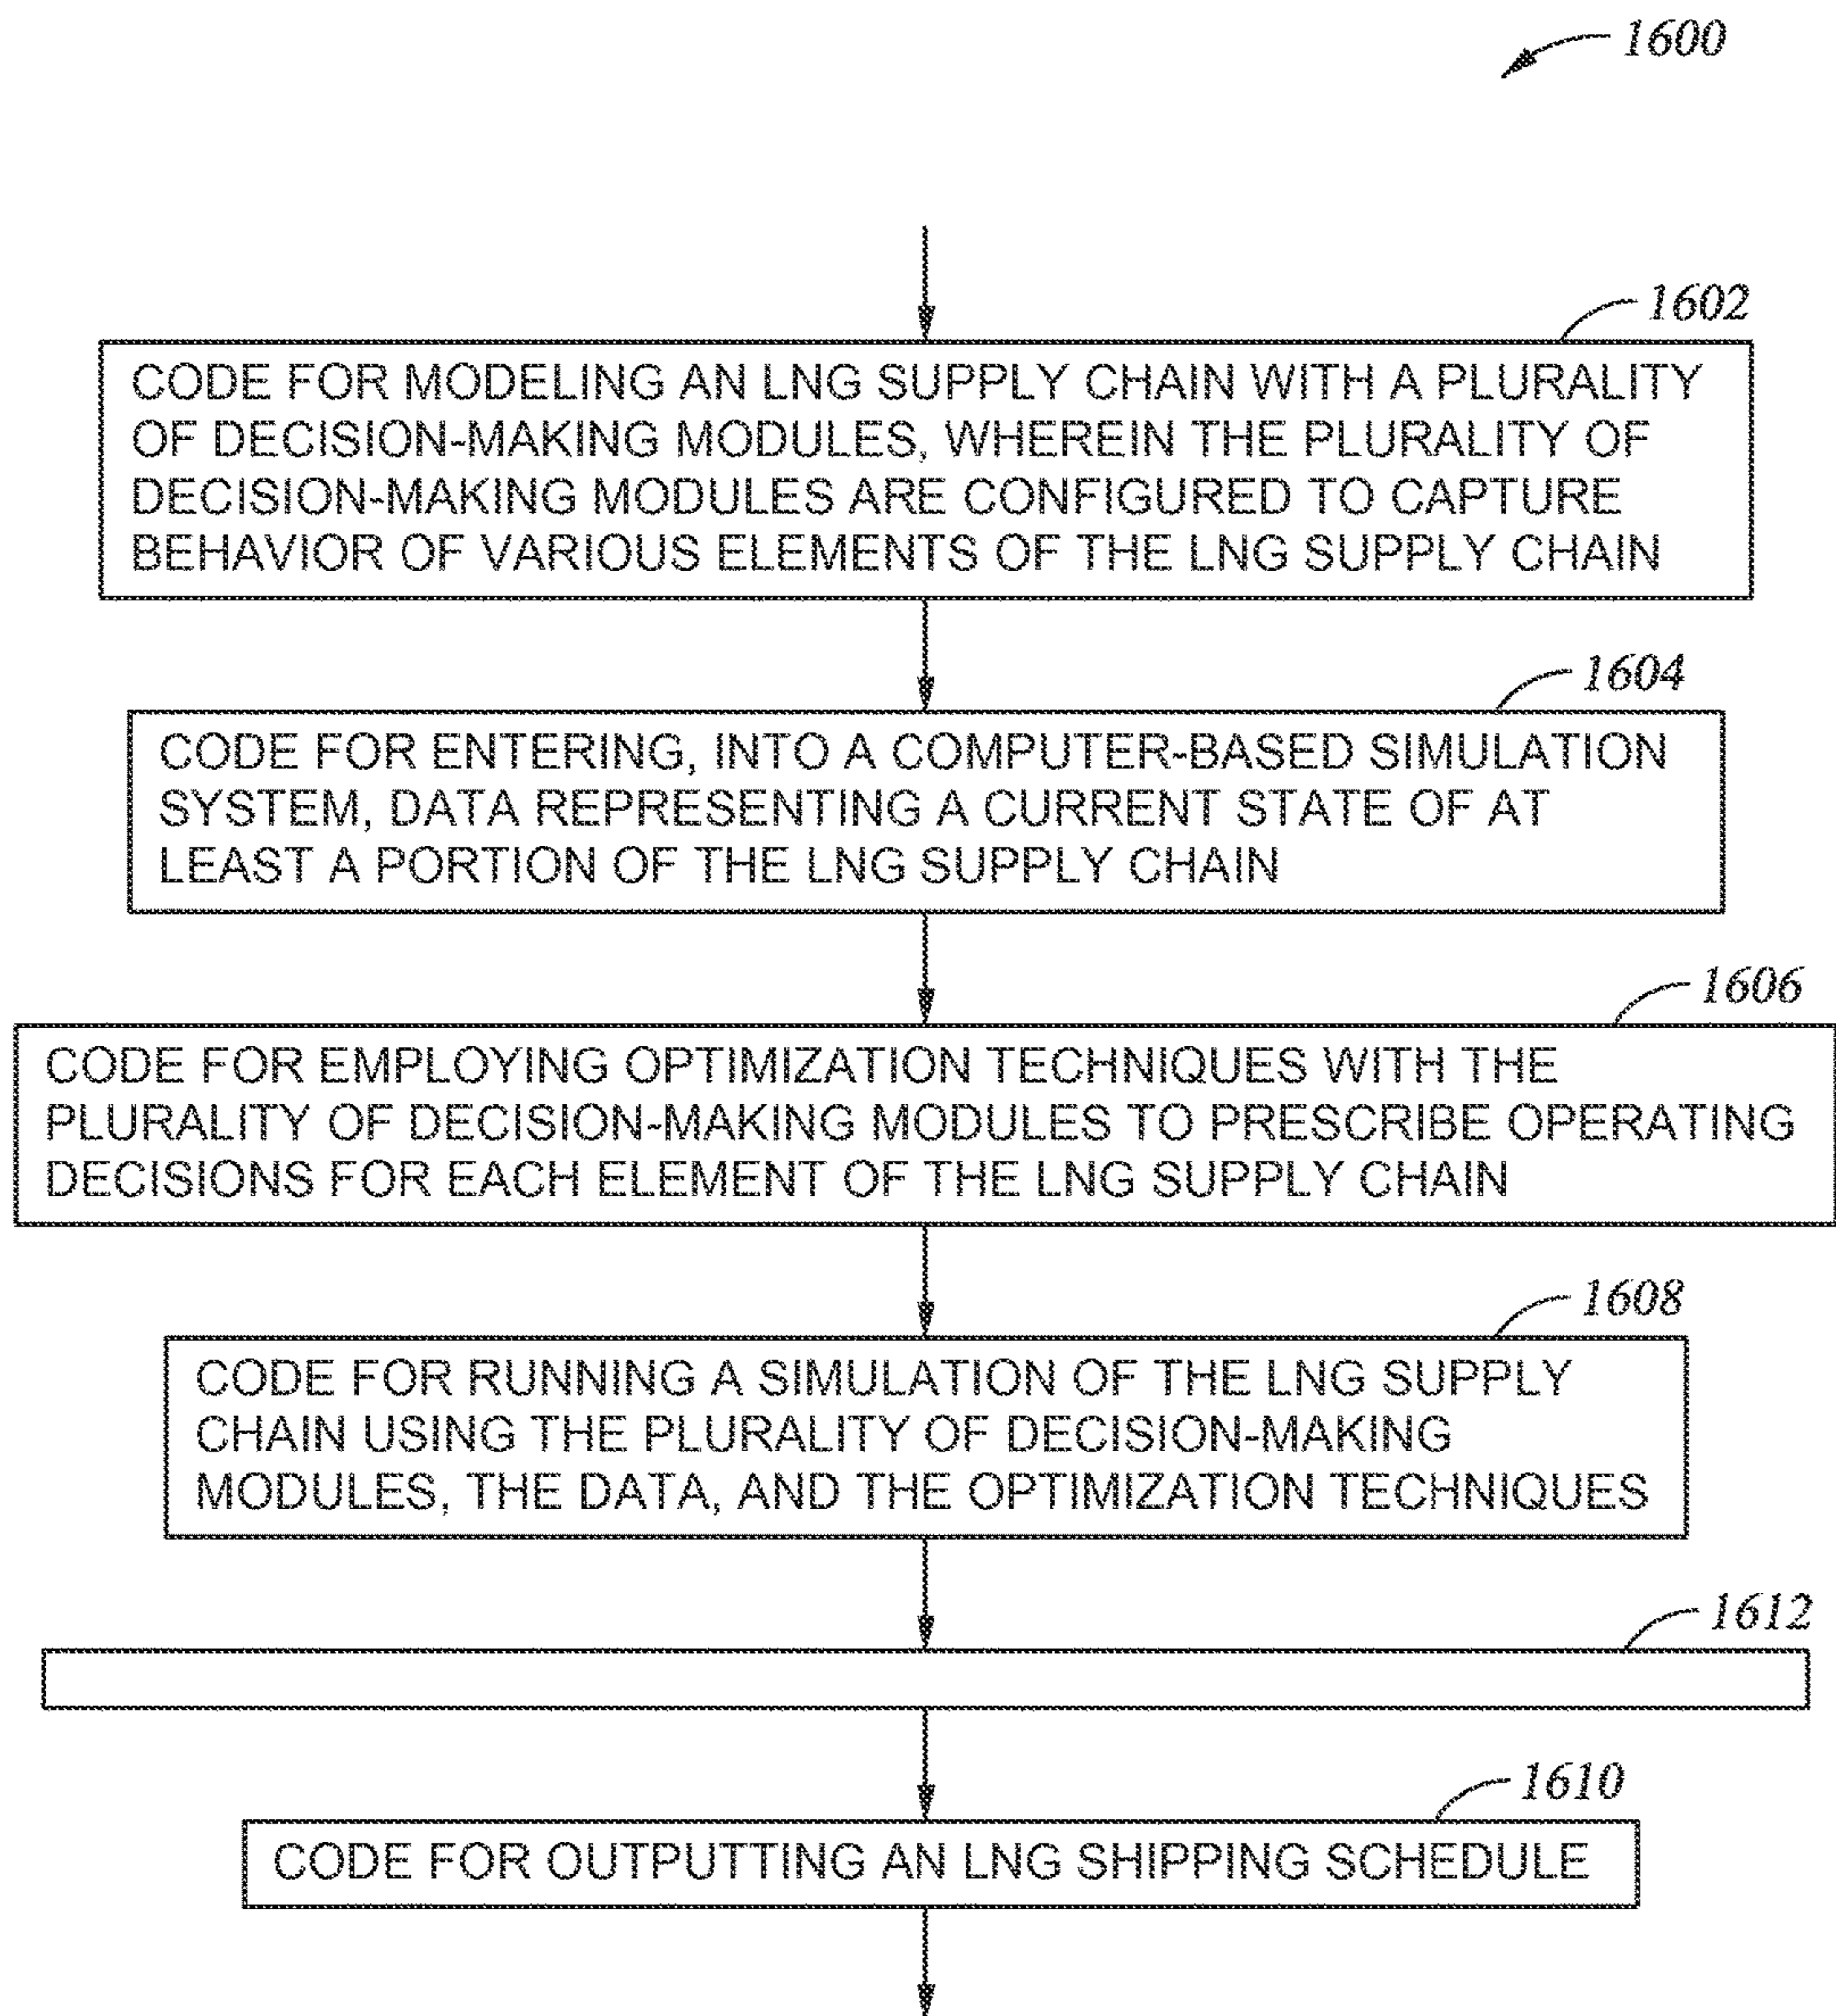 1600
1602
CODE FOR MODELING AN LNG SUPPLY CHAIN WITH A PLURALITY
OF DECISION-MAKING MODULES, WHEREIN THE PLURALITY OF
DECISION-MAKING MODULES ARE CONFIGURED TO CAPTURE
BEHAVIOR OF VARIOUS ELEMENTS OF THE LNG SUPPLY CHAIN
1604
CODE FOR ENTERING, INTO A COMPUTER-BASED SIMULATION
SYSTEM, DATA REPRESENTING A CURRENT STATE OF AT
LEAST A PORTION OF THE LNG SUPPLY CHAIN
1606
CODE FOR EMPLOYING OPTIMIZATION TECHNIQUES WITH THE
PLURALITY OF DECISION-MAKING MODULES TO PRESCRIBE OPERATING
DECISIONS FOR EACH ELEMENT OF THE LNG SUPPLY CHAIN
1608
CODE FOR RUNNING A SIMULATION OF THE LNG SUPPLY
CHAIN USING THE PLURALITY OF DECISION-MAKING
MODULES, THE DATA, AND THE OPTIMIZATION TECHNIQUES
1612
1610
CODE FOR OUTPUTTING AN LNG SHIPPING SCHEDULE